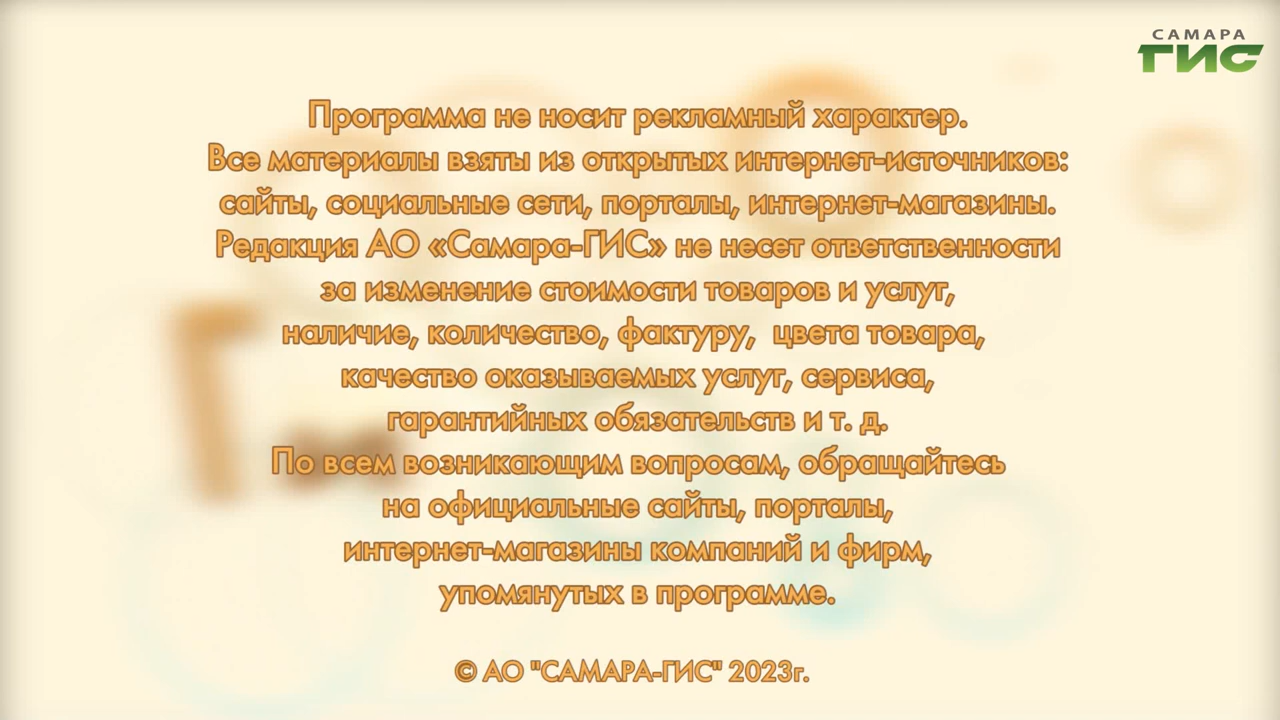 САМАРА
ГИС
Программа не носит рекламный характер.
Все материалы взяты из открытых интернет-источников:
сайты, социальные сети, порталы, интернет-магазины.
Редакция АО «Самара-ГИС» не несет ответственности
за изменение стоимости товаров и услуг,
наличие, количество, фактуру, цвета товара,
качество оказываемых услуг, сервиса,
гарантийных обязательств и т. д.
По всем возникающим вопросам, обращайтесь
на официальные сайты, порталы,
интернет-магазины компаний и фирм,
упомянутых в программе.
© АО "САМАРА-ГИС" 2023г.